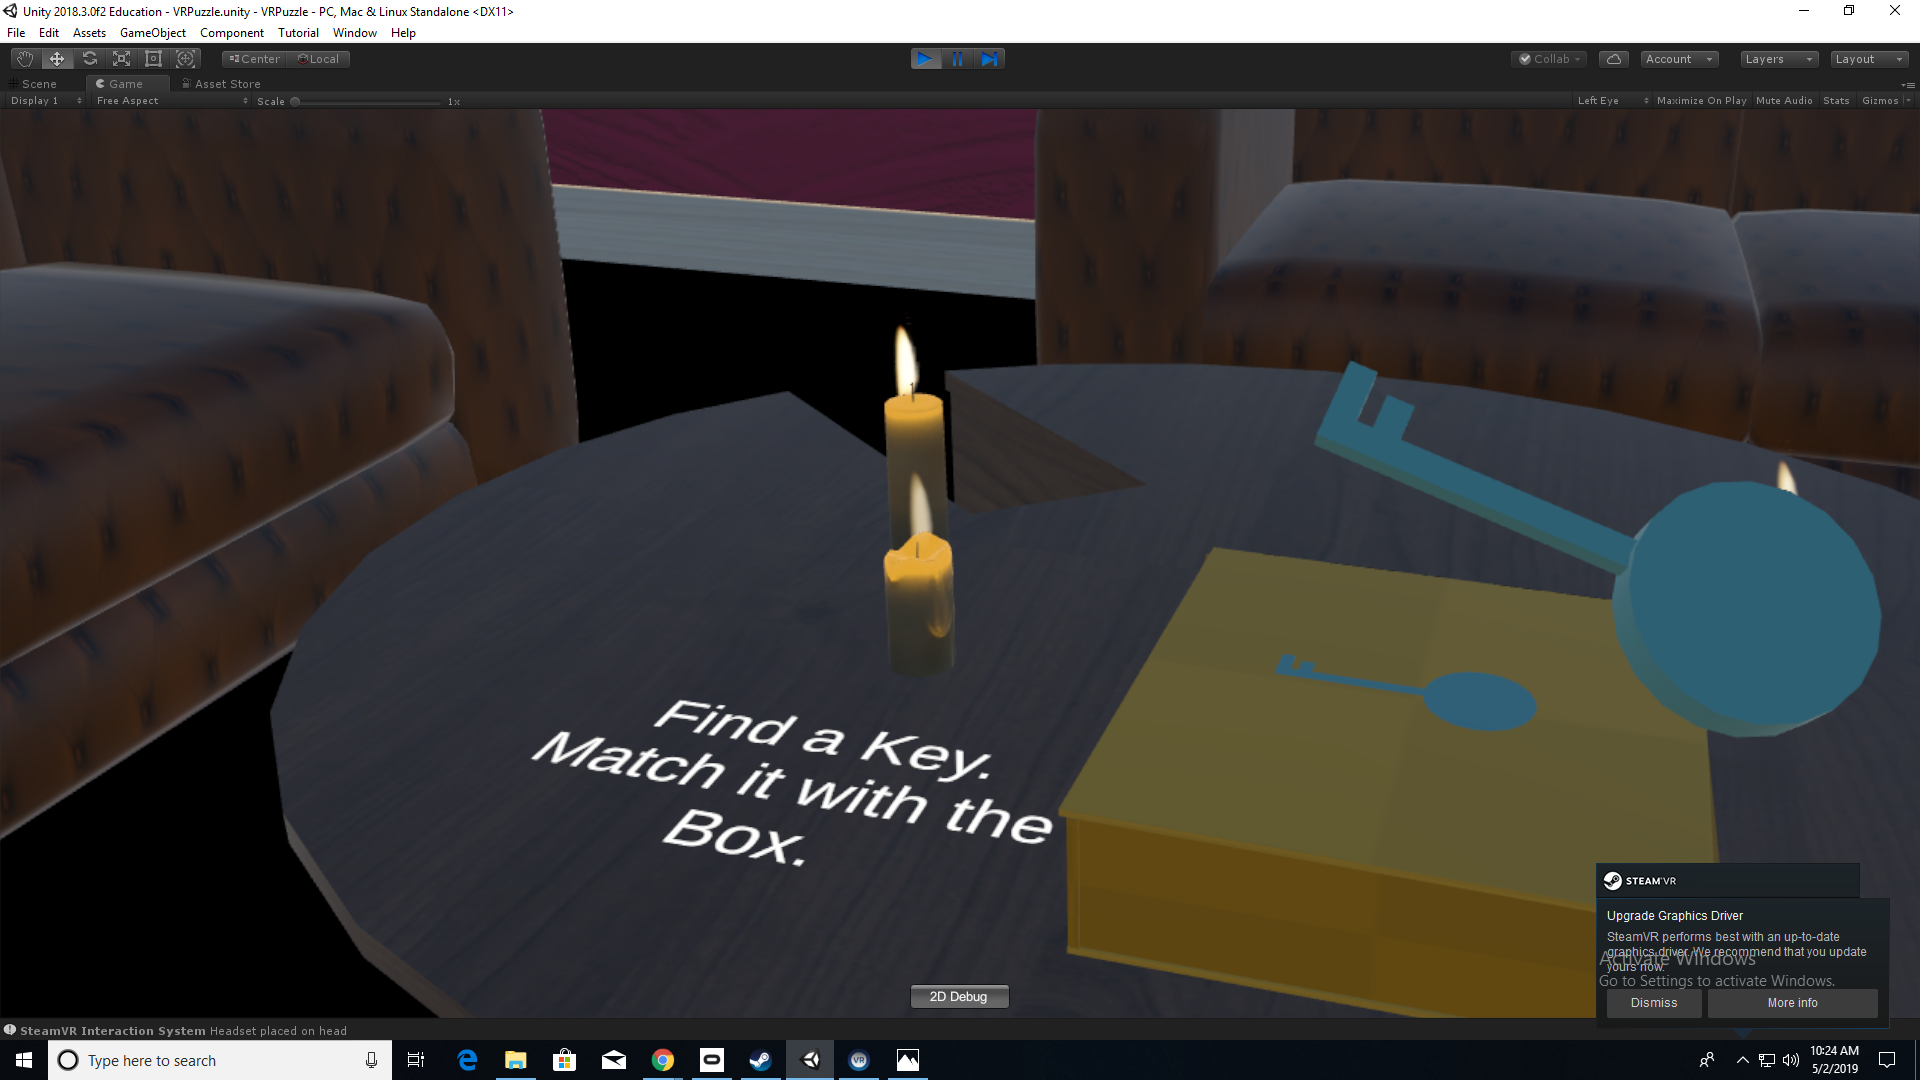 Unity 2018.3.0f2 Education - VRPuzzle.unity - VRPuzzle - PC, Mac & Linux Standalone <DX11>
File Edit Assets GameObject Component Tutorial Window Help
Center Local Collab Account Layers Layout
Scene Game Asset Store
Display 1 Free Aspect Scale 1x Left Eye Maximize On Play Mute Audio Stats Gizmos
Find a Key.
Match it with the
Box.
STEAMVR
Upgrade Graphics Driver
SteamVR performs best with an up-to-date
graphics driver. We recommend that you update
yours now.
Activate Windows
Go to Settings to activate Windows.
Dismiss More info
2D Debug
SteamVR Interaction System Headset placed on head
Type here to search
VR
10:24 AM
5/2/2019